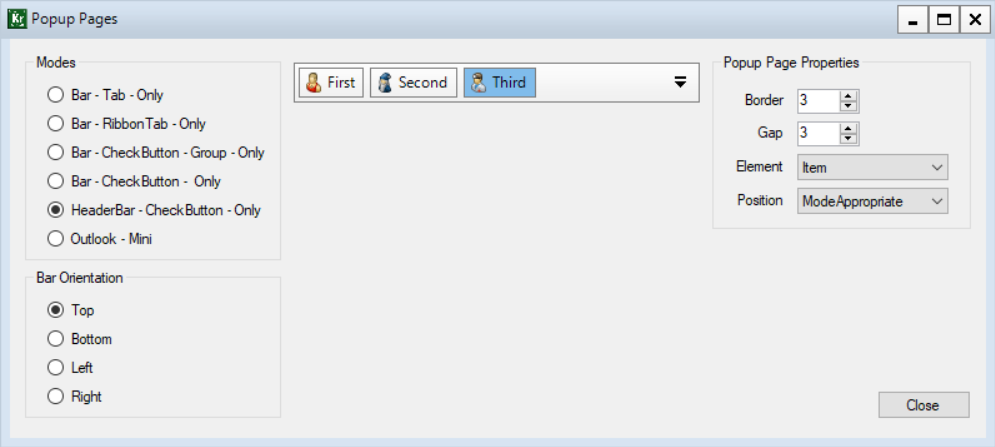 Kr Popup Pages
Modes
Bar - Tab - Only
Bar - RibbonTab - Only
Bar - CheckButton - Group - Only
Bar - CheckButton - Only
HeaderBar - CheckButton - Only
Outlook - Mini
Bar Orientation
Top
Bottom
Left
Right
First Second Third
Popup Page Properties
Border 3
Gap 3
Element Item
Position ModeAppropriate
Close